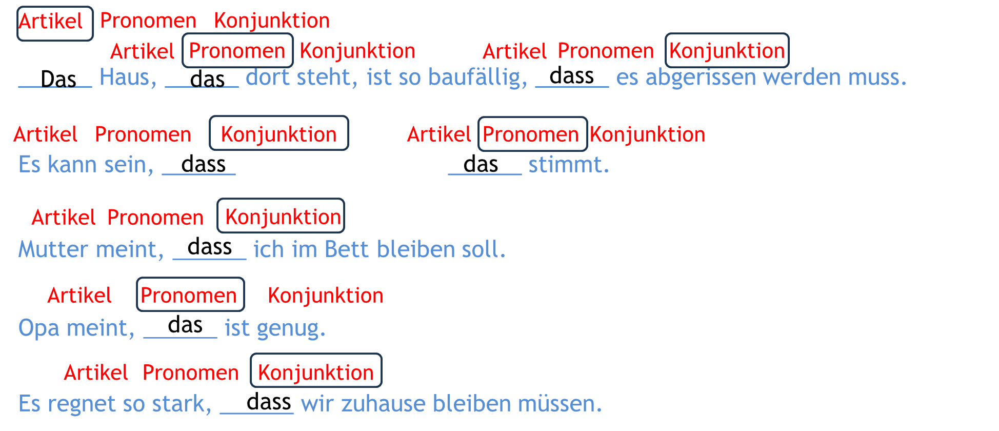 Artikel Pronomen Konjunktion
Artikel Pronomen Konjunktion Artikel Pronomen Konjunktion
Das Haus, das dort steht, ist so baufällig, dass es abgerissen werden muss.
Artikel Pronomen Konjunktion Artikel Pronomen Konjunktion
Es kann sein, dass das stimmt.
Artikel Pronomen Konjunktion
Mutter meint, dass ich im Bett bleiben soll.
Artikel Pronomen Konjunktion
Opa meint, das ist genug.
Artikel Pronomen Konjunktion
Es regnet so stark, dass wir zuhause bleiben müssen.